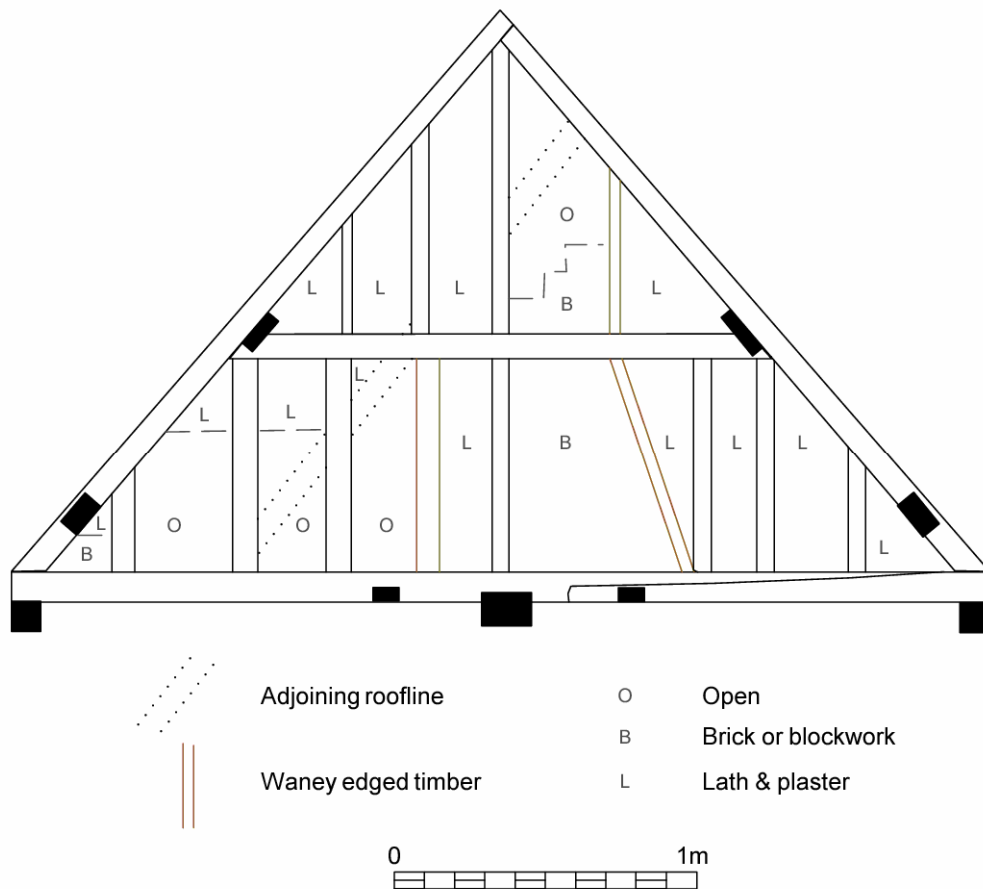 O
L L L B L
L
L L
L B L L L
L O O O L
B
Adjoining roofline O Open
B Brick or blockwork
Waney edged timber L Lath & plaster
0 1m